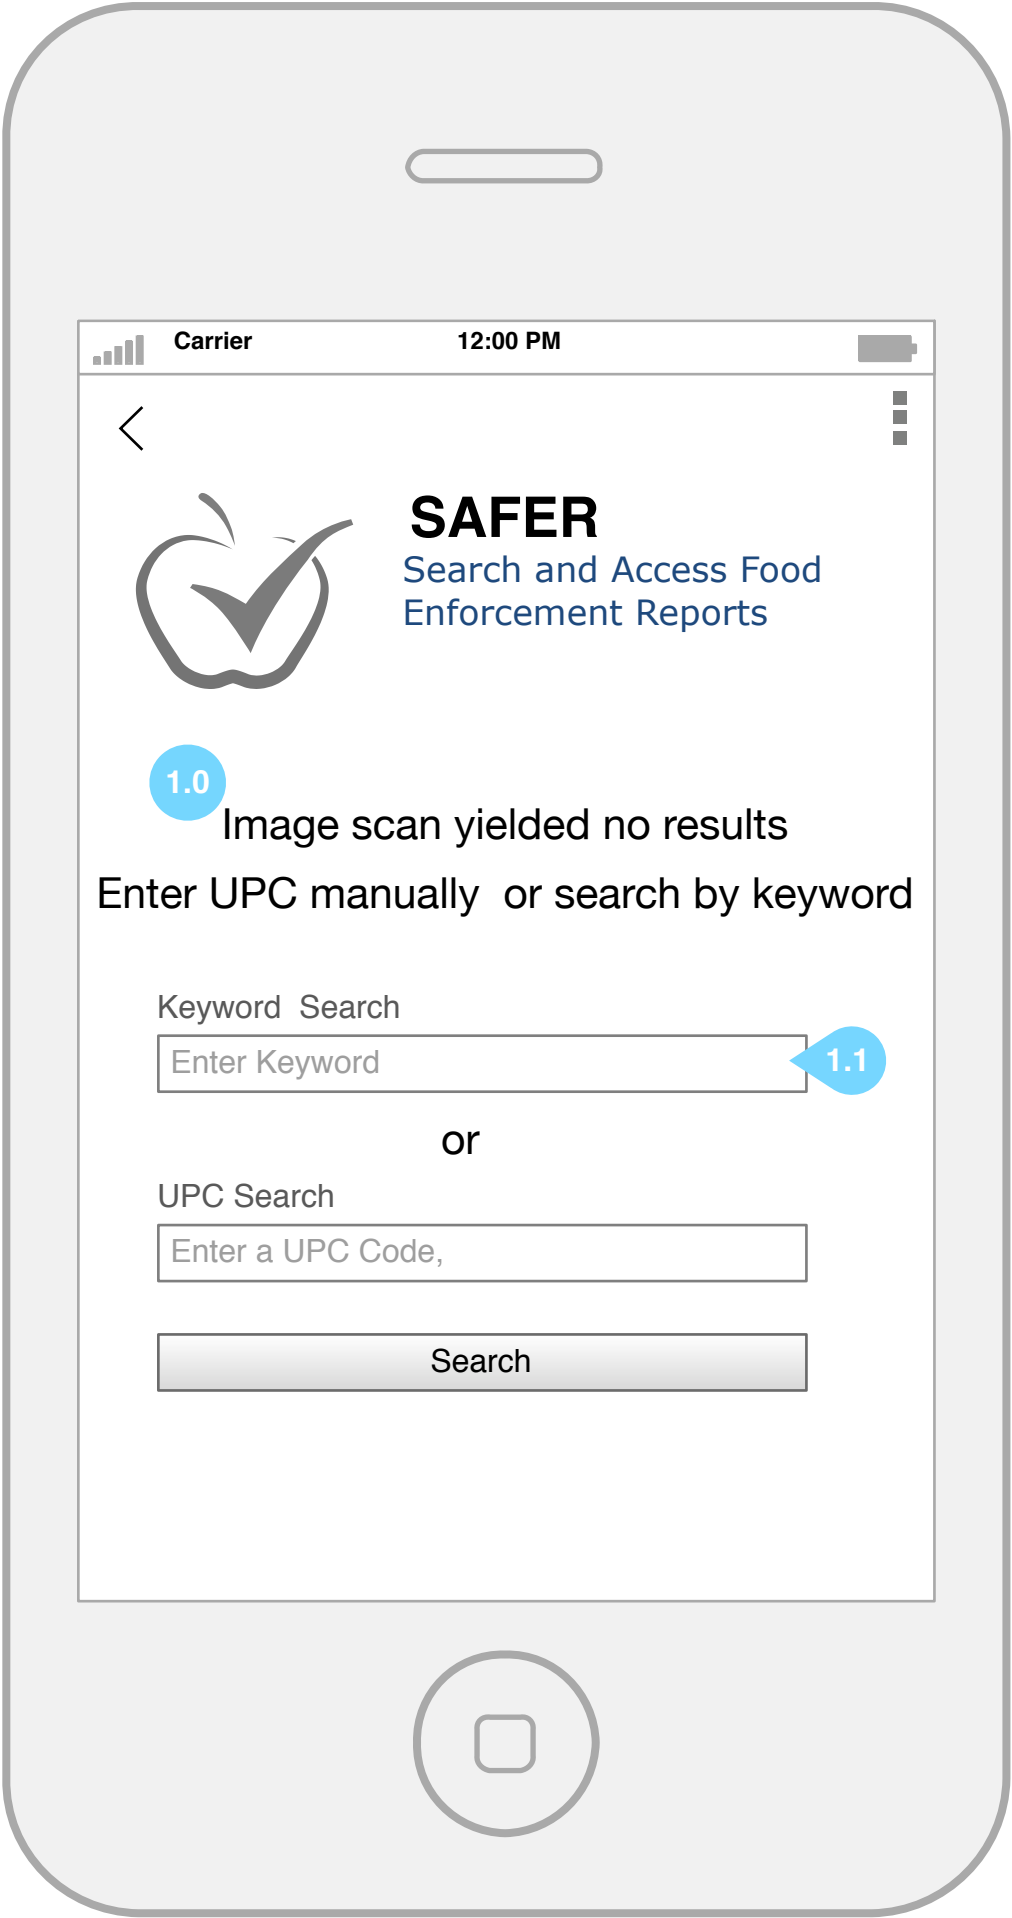 Carrier 12:00 PM
SAFER
Search and Access Food
Enforcement Reports
1.0
Image scan yielded no results
Enter UPC manually  or search by keyword
Keyword  Search
Enter Keyword
1.1
or
UPC Search
Enter a UPC Code,
Search